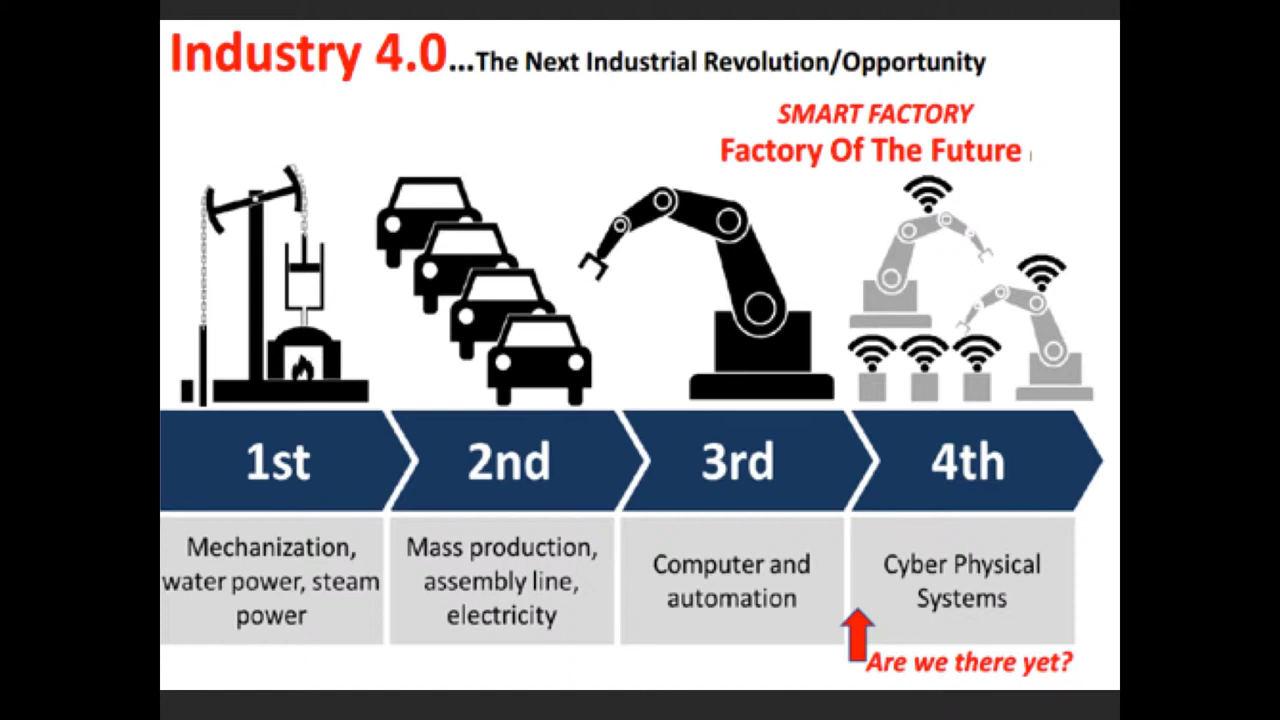 Industry 4.0...The Next Industrial Revolution/Opportunity
SMART FACTORY
Factory Of The Future
1st
2nd
3rd
4th
Mechanization,
water power, steam
power
Mass production,
assembly line,
electricity
Computer and
automation
Cyber Physical
Systems
Are we there yet?